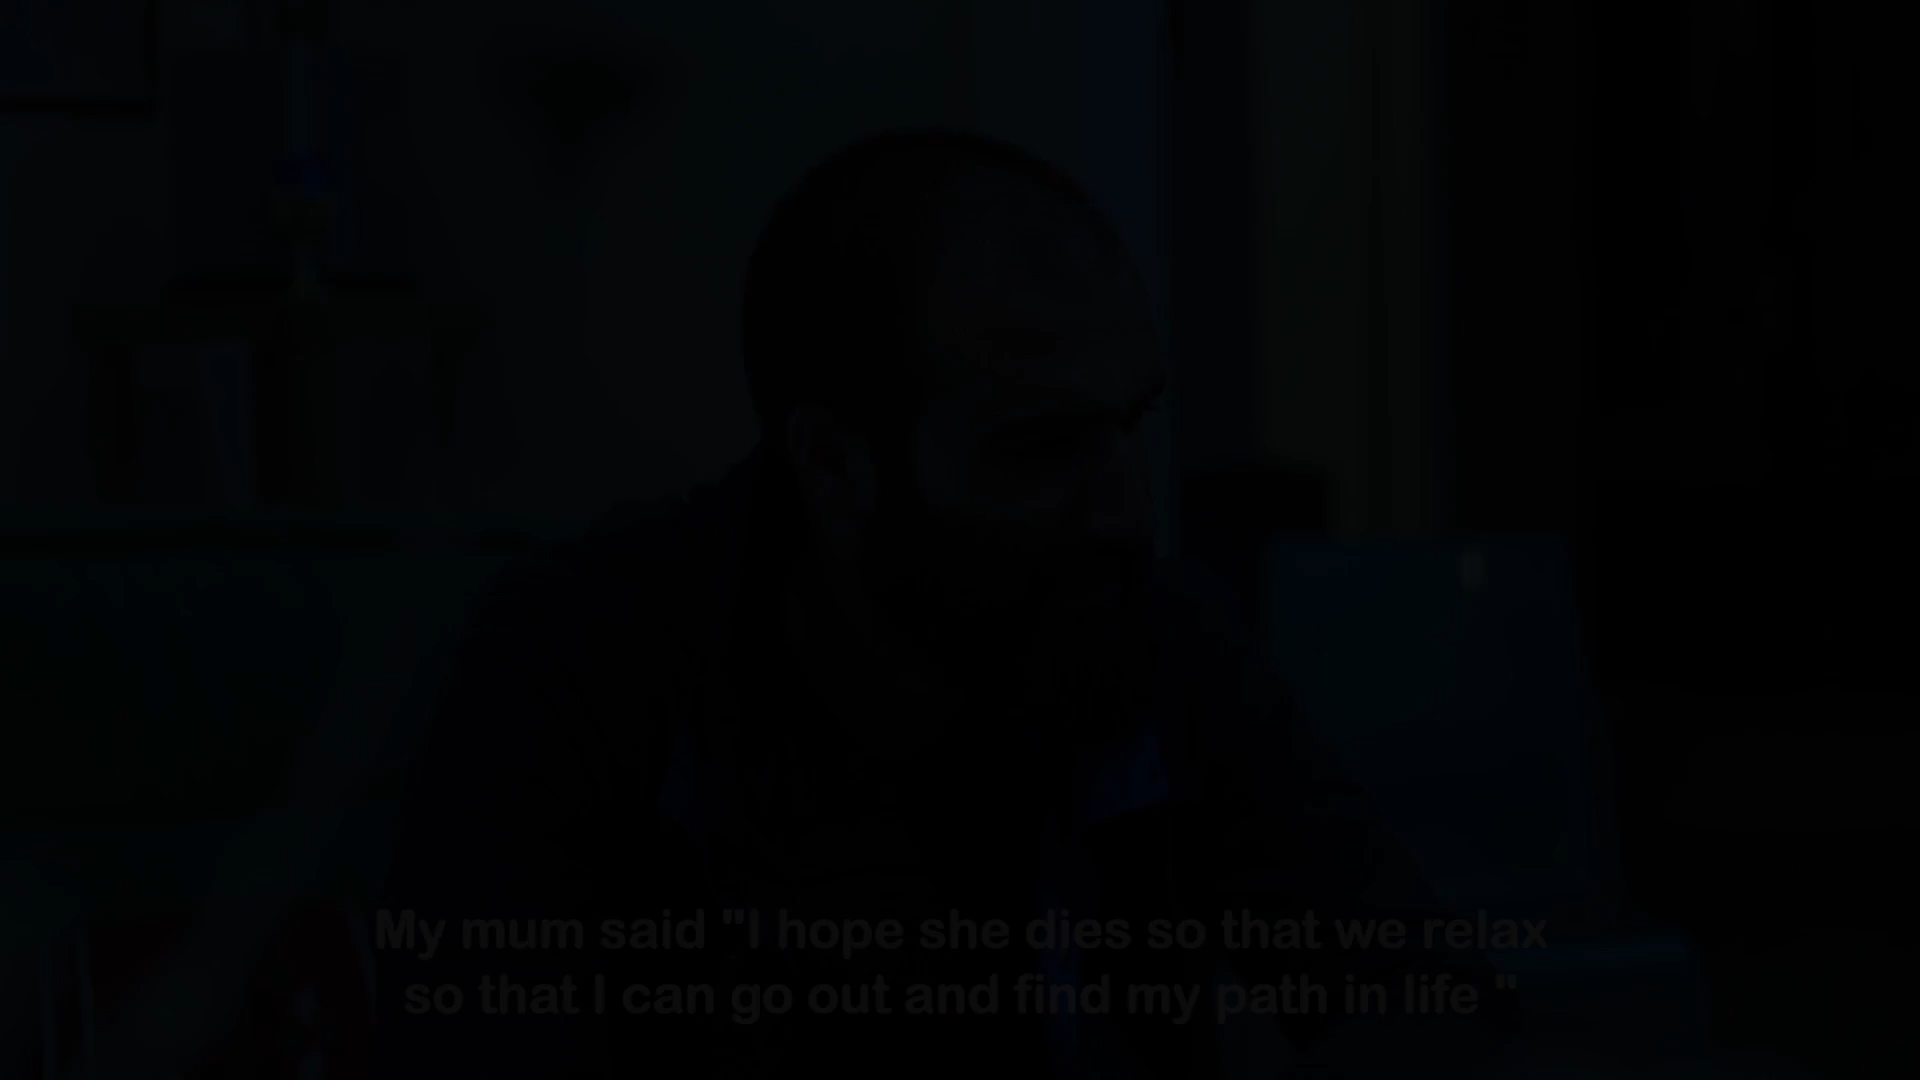 My mum said "I hope she dies so that we relax
so that I can go out and find my path in life "